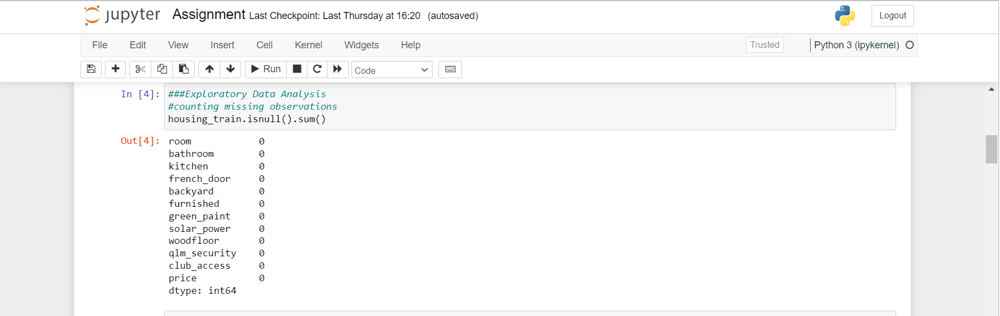 jupyter Assignment Last Checkpoint: Last Thursday at 16:20 (autosaved) Logout
File Edit View Insert Cell Kernel Widgets Help Trusted Python 3 (ipykernel)
Run Code
In [4]: ###Exploratory Data Analysis
#counting missing observations
housing_train.isnull().sum()
Out[4]: room 0
bathroom 0
kitchen 0
french_door 0
backyard 0
furnished 0
green_paint 0
solar_power 0
woodfloor 0
qlm_security 0
club_access 0
price 0
dtype: int64